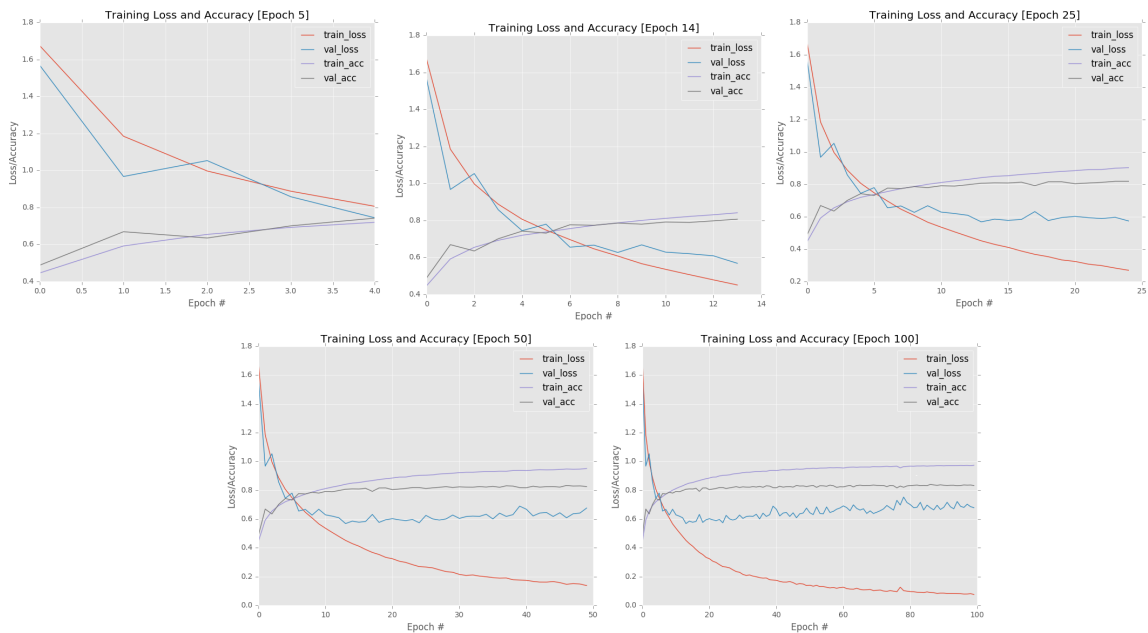 Training Loss and Accuracy [Epoch 5]
train_loss
val_loss
train_acc
val_acc
1.8
1.6
1.4
1.2
1.0
0.8
0.6
0.4
Loss/Accuracy
0.0 0.5 1.0 1.5 2.0 2.5 3.0 3.5 4.0
Epoch #
Training Loss and Accuracy [Epoch 14]
train_loss
val_loss
train_acc
val_acc
1.8
1.6
1.4
1.2
1.0
0.8
0.6
0.4
Loss/Accuracy
0 2 4 6 8 10 12 14
Epoch #
Training Loss and Accuracy [Epoch 25]
train_loss
val_loss
train_acc
val_acc
1.8
1.6
1.4
1.2
1.0
0.8
0.6
0.4
0.2
Loss/Accuracy
0 5 10 15 20 25
Epoch #
Training Loss and Accuracy [Epoch 50]
train_loss
val_loss
train_acc
val_acc
1.8
1.6
1.4
1.2
1.0
0.8
0.6
0.4
0.2
0.0
Loss/Accuracy
0 10 20 30 40 50
Epoch #
Training Loss and Accuracy [Epoch 100]
train_loss
val_loss
train_acc
val_acc
1.8
1.6
1.4
1.2
1.0
0.8
0.6
0.4
0.2
0.0
Loss/Accuracy
0 20 40 60 80 100
Epoch #